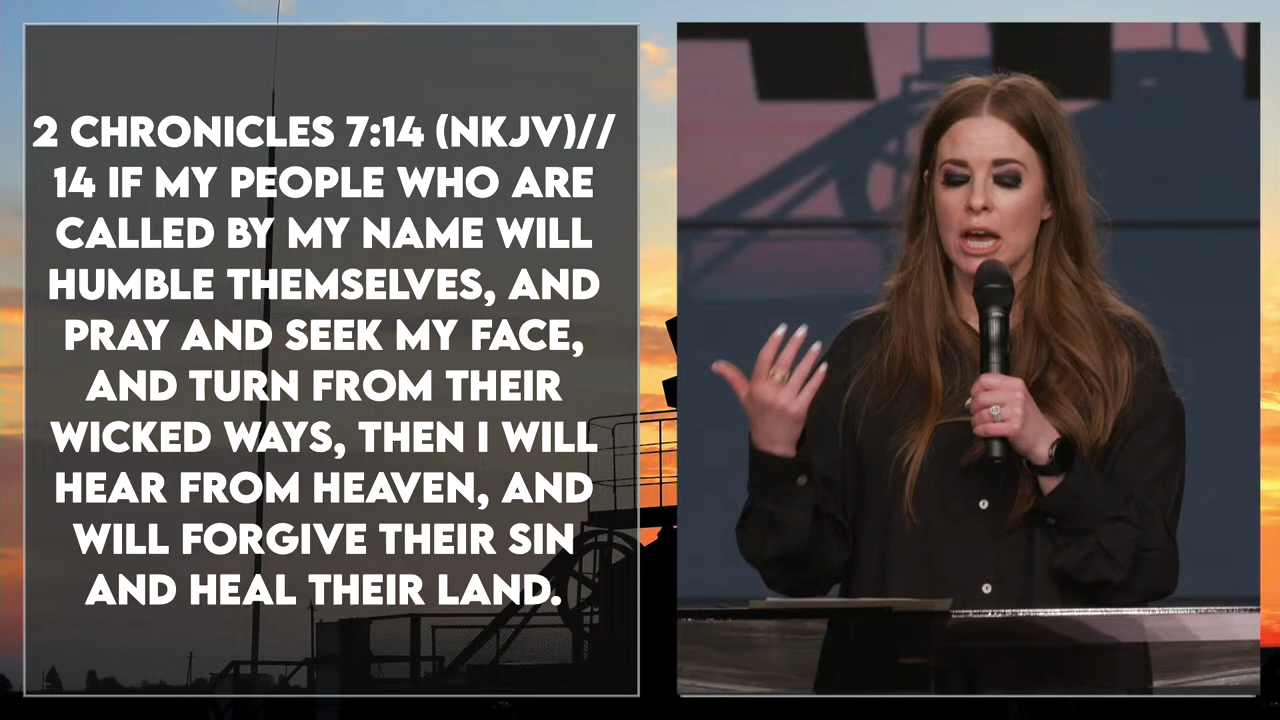 2 CHRONICLES 7:14 (NKJV)//
14 IF MY PEOPLE WHO ARE
CALLED BY MY NAME WILL
HUMBLE THEMSELVES, AND
PRAY AND SEEK MY FACE,
AND TURN FROM THEIR
WICKED WAYS, THEN I WILL
HEAR FROM HEAVEN, AND
WILL FORGIVE THEIR SIN
AND HEAL THEIR LAND.